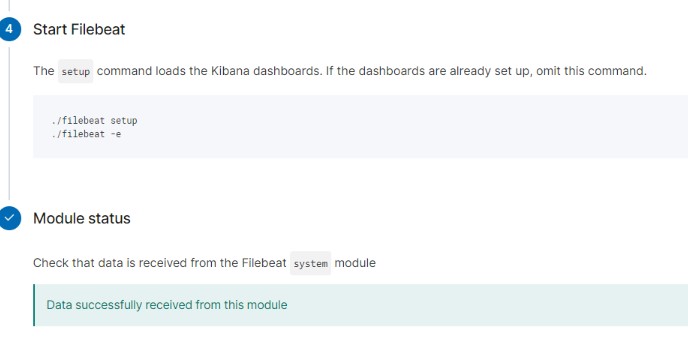 4 Start Filebeat
The setup command loads the Kibana dashboards. If the dashboards are already set up, omit this command.
./filebeat setup
./filebeat -e
Module status
Check that data is received from the Filebeat system module
Data successfully received from this module